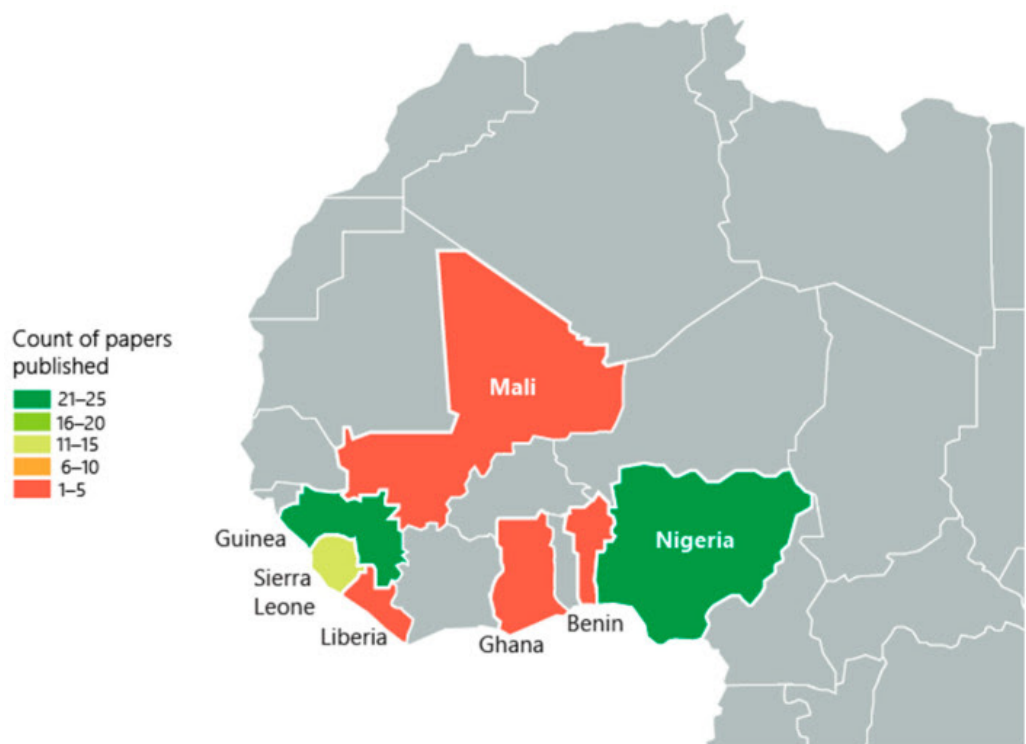 Count of papers
published
21–25
16–20
11–15
6–10
1–5
Mali
Nigeria
Guinea
Sierra
Leone
Liberia
Ghana
Benin